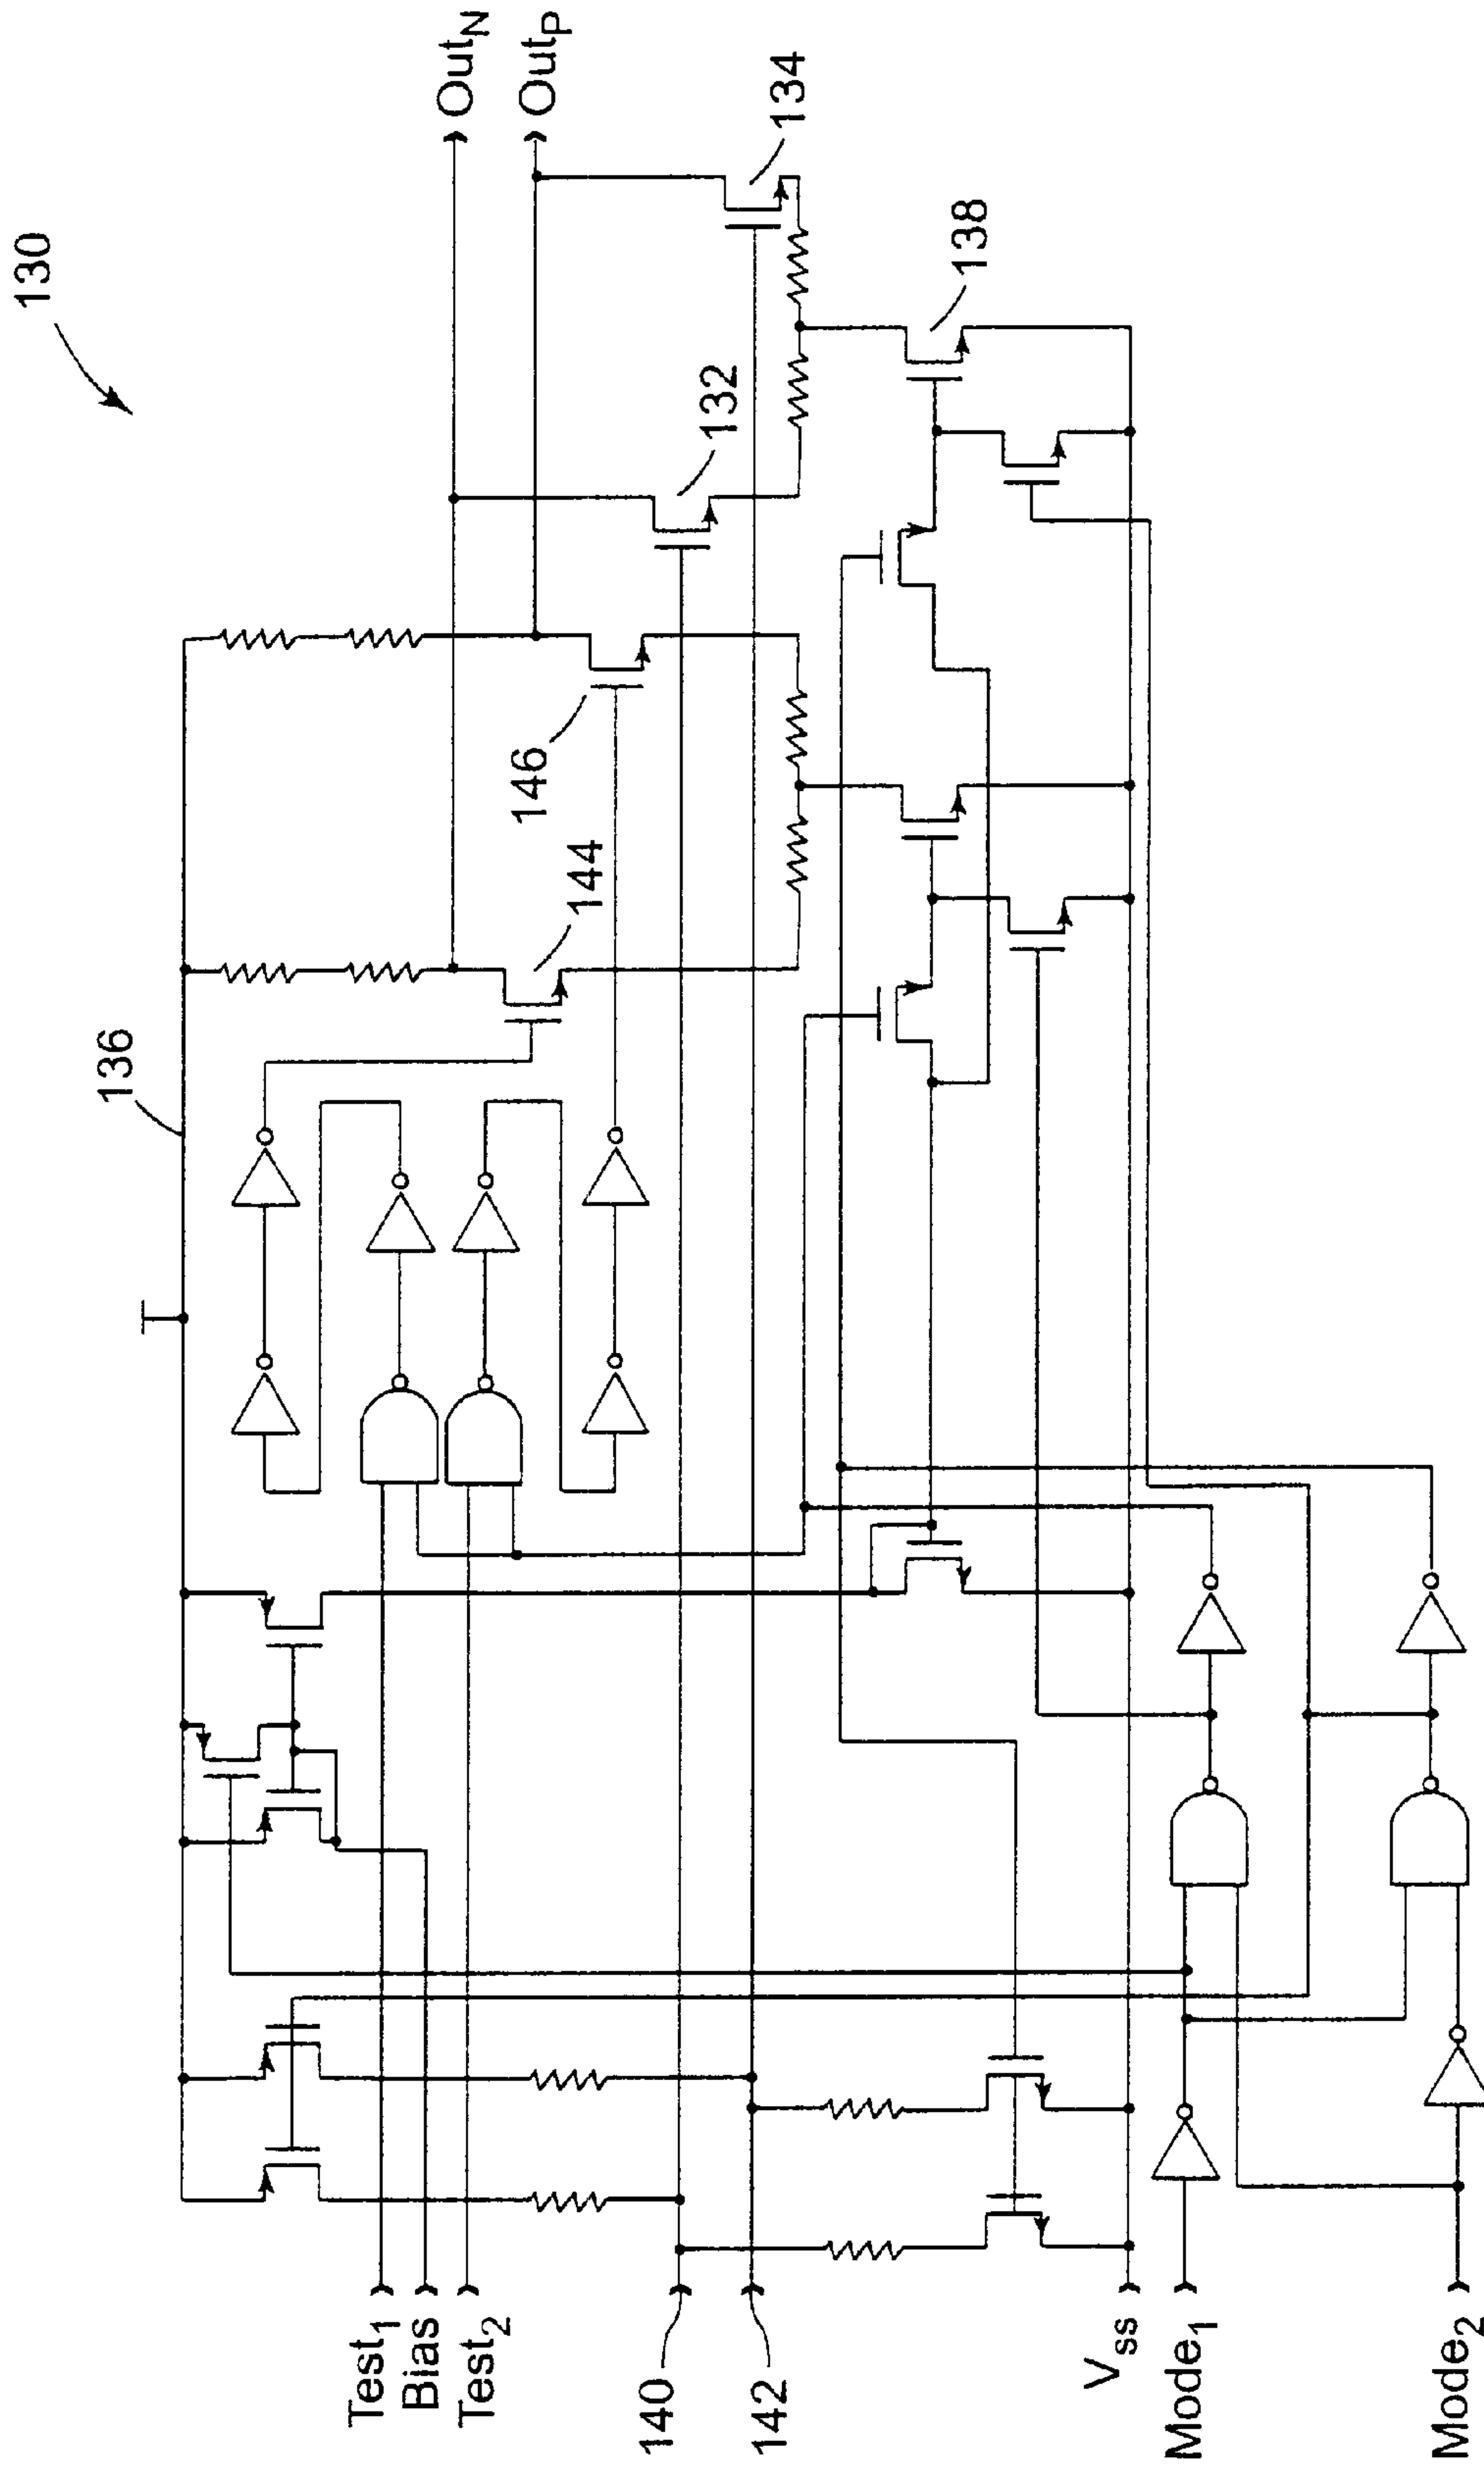 130
Out_N
Out_P
134
138
132
146
144
136
Test_1
Bias
Test_2
140
142
V_ss
Mode_1
Mode_2